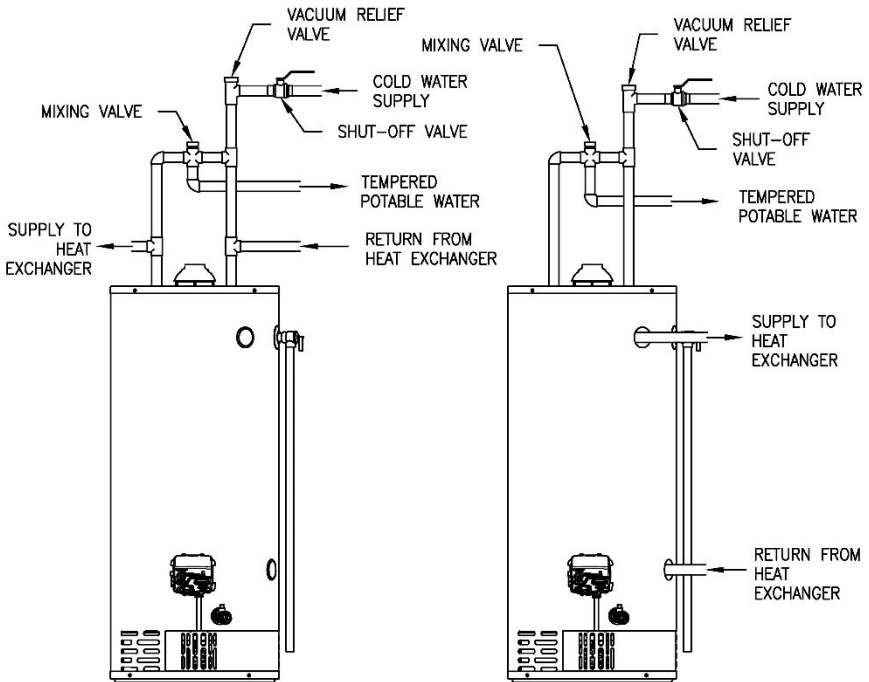 VACUUM RELIEF
VALVE
COLD WATER
SUPPLY
MIXING VALVE
SHUT-OFF VALVE
TEMPERED
POTABLE WATER
SUPPLY TO
HEAT
EXCHANGER
RETURN FROM
HEAT EXCHANGER
VACUUM RELIEF
VALVE
MIXING VALVE
COLD WATER
SUPPLY
SHUT-OFF
VALVE
TEMPERED
POTABLE WATER
SUPPLY TO
HEAT
EXCHANGER
RETURN FROM
HEAT
EXCHANGER